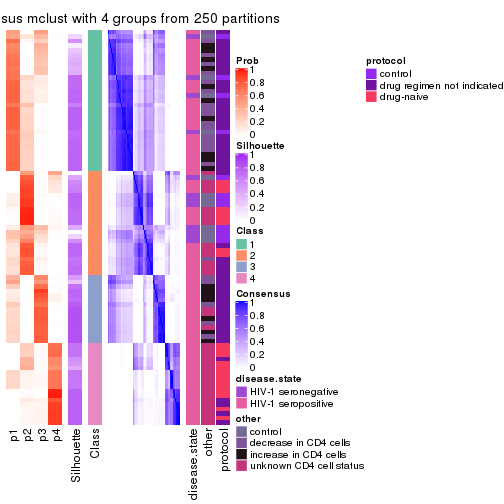 sus mclust with 4 groups from 250 partitions
Prob
1
0.8
0.6
0.4
0.2
0
Silhouette
1
0.8
0.6
0.4
0.2
0
Class
1
2
3
4
Consensus
1
0.8
0.6
0.4
0.2
0
disease.state
HIV-1 seronegative
HIV-1 seropositive
other
control
decrease in CD4 cells
increase in CD4 cells
unknown CD4 cell status
protocol
control
drug regimen not indicated
drug-naive
p1
p2
p3
p4
Silhouette
Class
disease.state
other
protocol